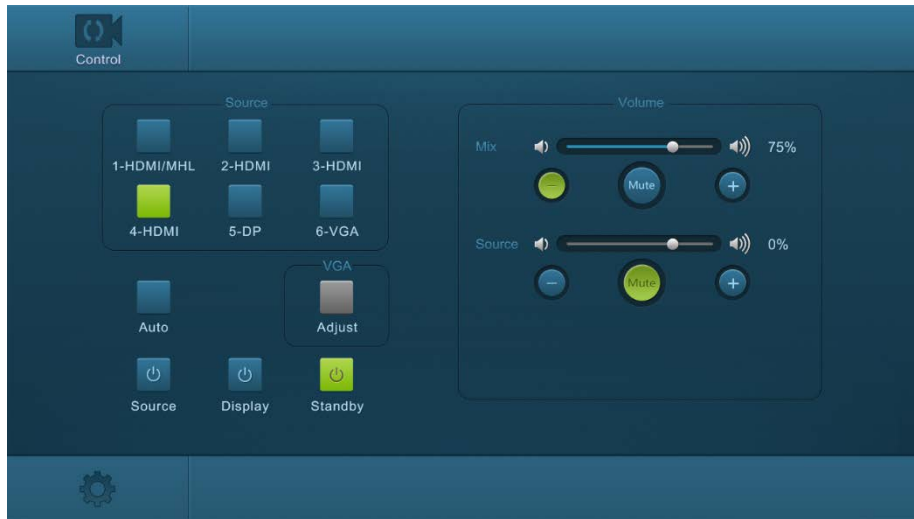 Control
Source
1-HDMI/MHL 2-HDMI 3-HDMI
4-HDMI 5-DP 6-VGA
VGA
Auto Adjust
Source Display Standby
Volume
Mix 75%
− Mute +
Source 0%
− Mute +